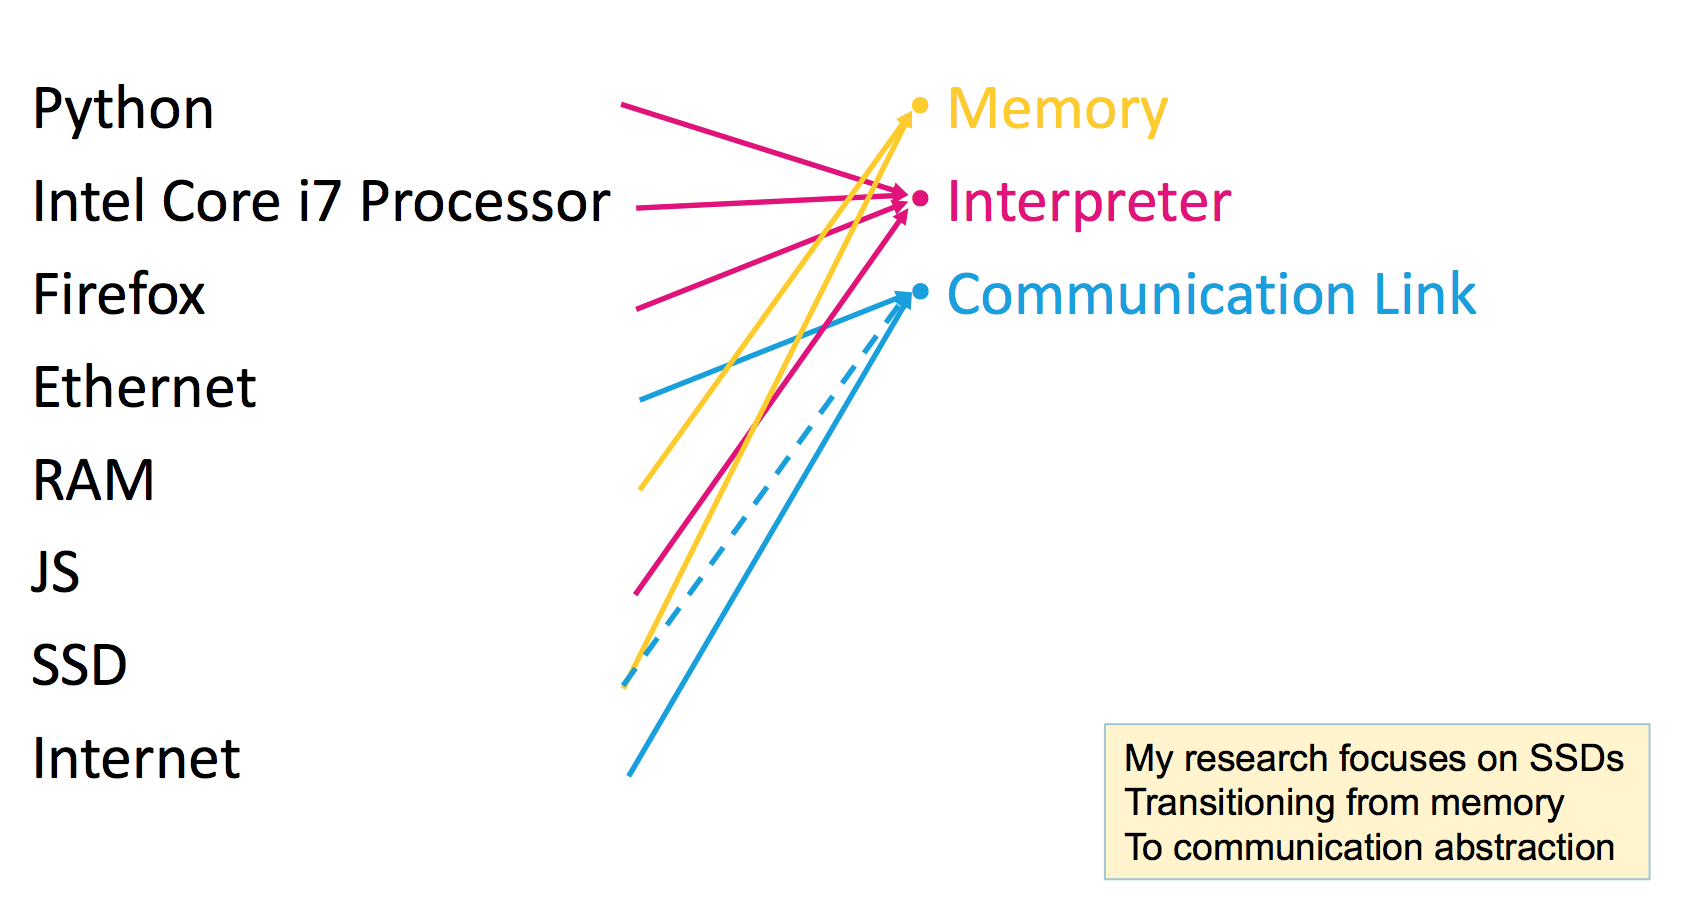 Python
Intel Core i7 Processor
Firefox
Ethernet
RAM
JS
SSD
Internet
Memory
Interpreter
Communication Link
My research focuses on SSDs
Transitioning from memory
To communication abstraction